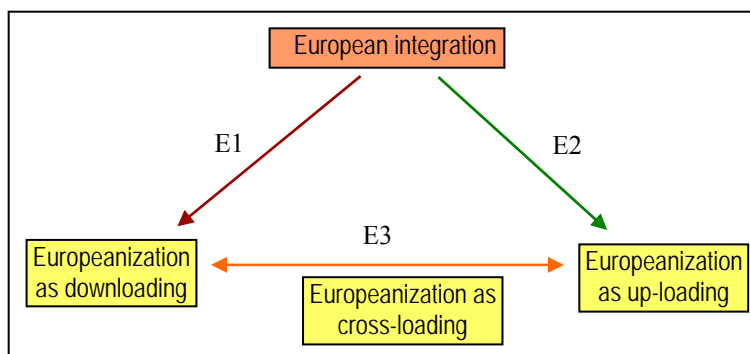 European integration
E1
E2
E3
Europeanization
as downloading
Europeanization as
cross-loading
Europeanization
as up-loading